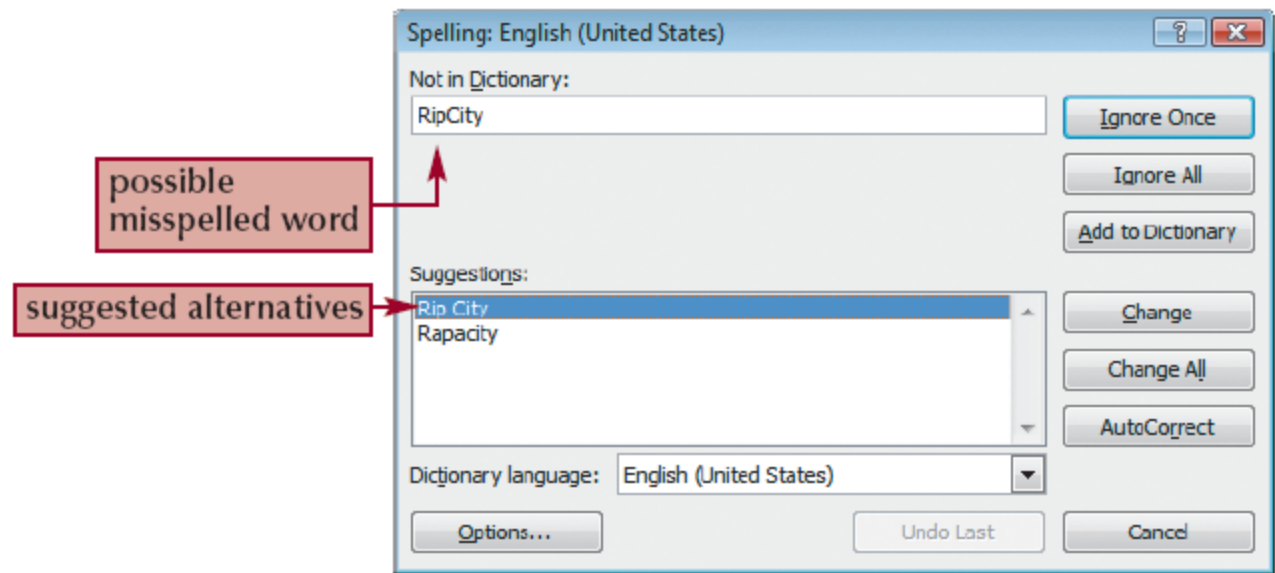 Spelling: English (United States)
Not in Dictionary:
RipCity
Ignore Once
possible
misspelled word
Ignore All
Add to Dictionary
Suggestions:
suggested alternatives
Rip City
Rapacity
Change
Change All
AutoCorrect
Dictionary language: English (United States)
Options...
Undo Last
Cancel